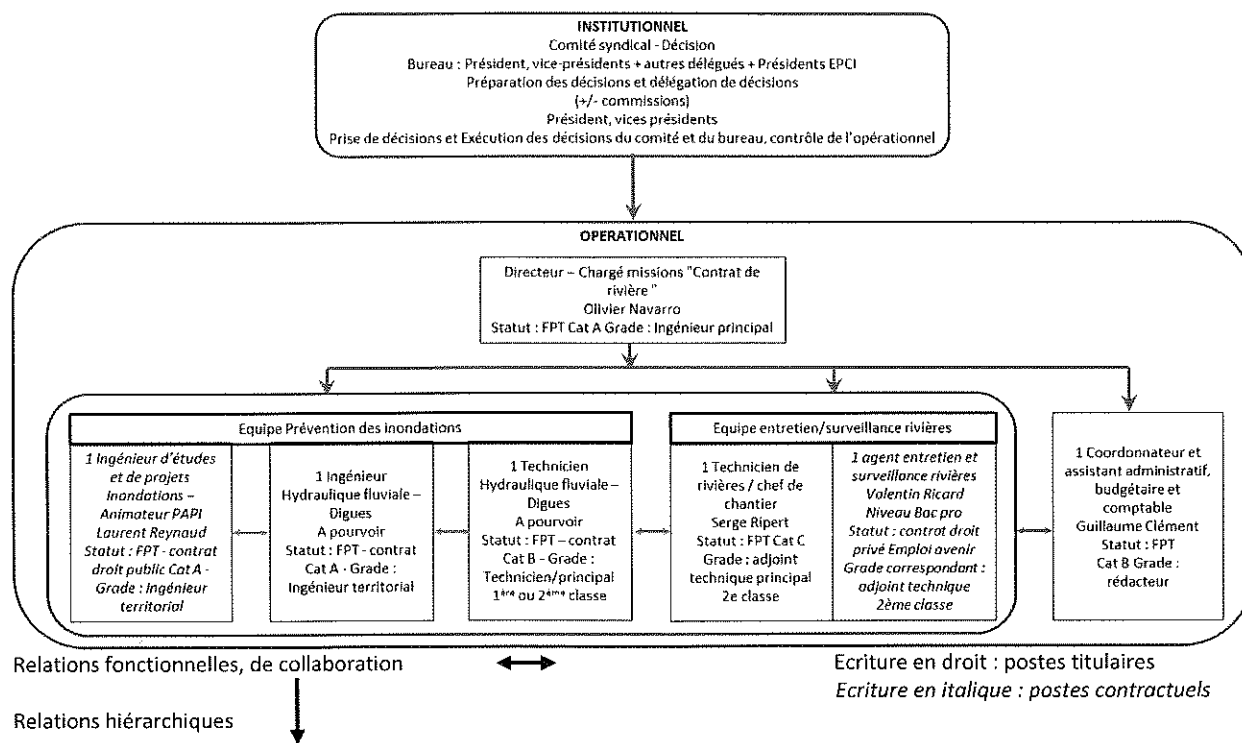 INSTITUTIONNEL
Comité syndical - Décision
Bureau : Président, vice-présidents + autres délégués + Présidents EPCI
Préparation des décisions et délégation de décisions
(+/- commissions)
Président, vices présidents
Prise de décisions et Exécution des décisions du comité et du bureau, contrôle de l'opérationnel
OPERATIONNEL
Directeur – Chargé missions "Contrat de
rivière "
Olivier Navarro
Statut : FPT Cat A Grade : Ingénieur principal
Equipe Prévention des inondations
1 Ingénieur d'études
et de projets
Inondations –
Animateur PAPI
Laurent Reynaud
Statut : FPT - contrat
droit public Cat A -
Grade : Ingénieur
territorial
1 Ingénieur
Hydraulique fluviale –
Digues
A pourvoir
Statut : FPT - contrat
Cat A - Grade :
Ingénieur territorial
1 Technicien
Hydraulique fluviale –
Digues
A pourvoir
Statut : FPT – contrat
Cat B - Grade :
Technicien/principal
1ère ou 2ème classe
Equipe entretien/surveillance rivières
1 Technicien de
rivières / chef de
chantier
Serge Ripert
Statut : FPT Cat C
Grade : adjoint
technique principal
2e classe
1 agent entretien et
surveillance rivières
Valentin Ricard
Niveau Bac pro
Statut : contrat droit
privé Emploi avenir
Grade correspondant :
adjoint technique
2ème classe
1 Coordonnateur et
assistant administratif,
budgétaire et
comptable
Guillaume Clément
Statut : FPT
Cat B Grade :
rédacteur
Relations fonctionnelles, de collaboration
Relations hiérarchiques
Ecriture en droit : postes titulaires
Ecriture en italique : postes contractuels